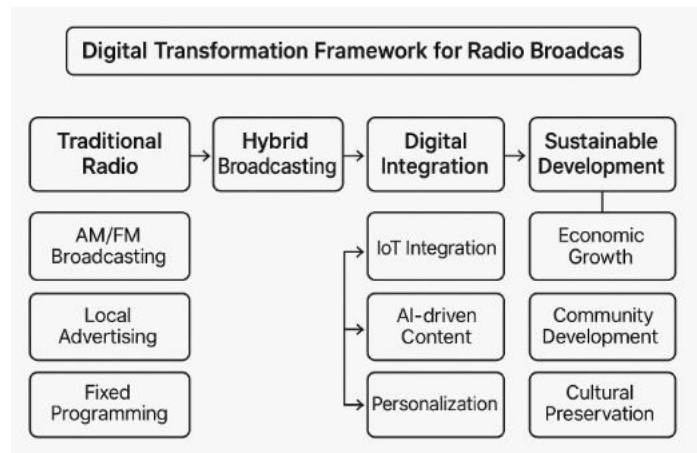 Digital Transformation Framework for Radio Broadcas
Traditional
Radio
Hybrid
Broadcasting
Digital
Integration
Sustainable
Development
AM/FM
Broadcasting
Local
Advertising
Fixed
Programming
IoT Integration
AI-driven
Content
Personalization
Economic
Growth
Community
Development
Cultural
Preservation